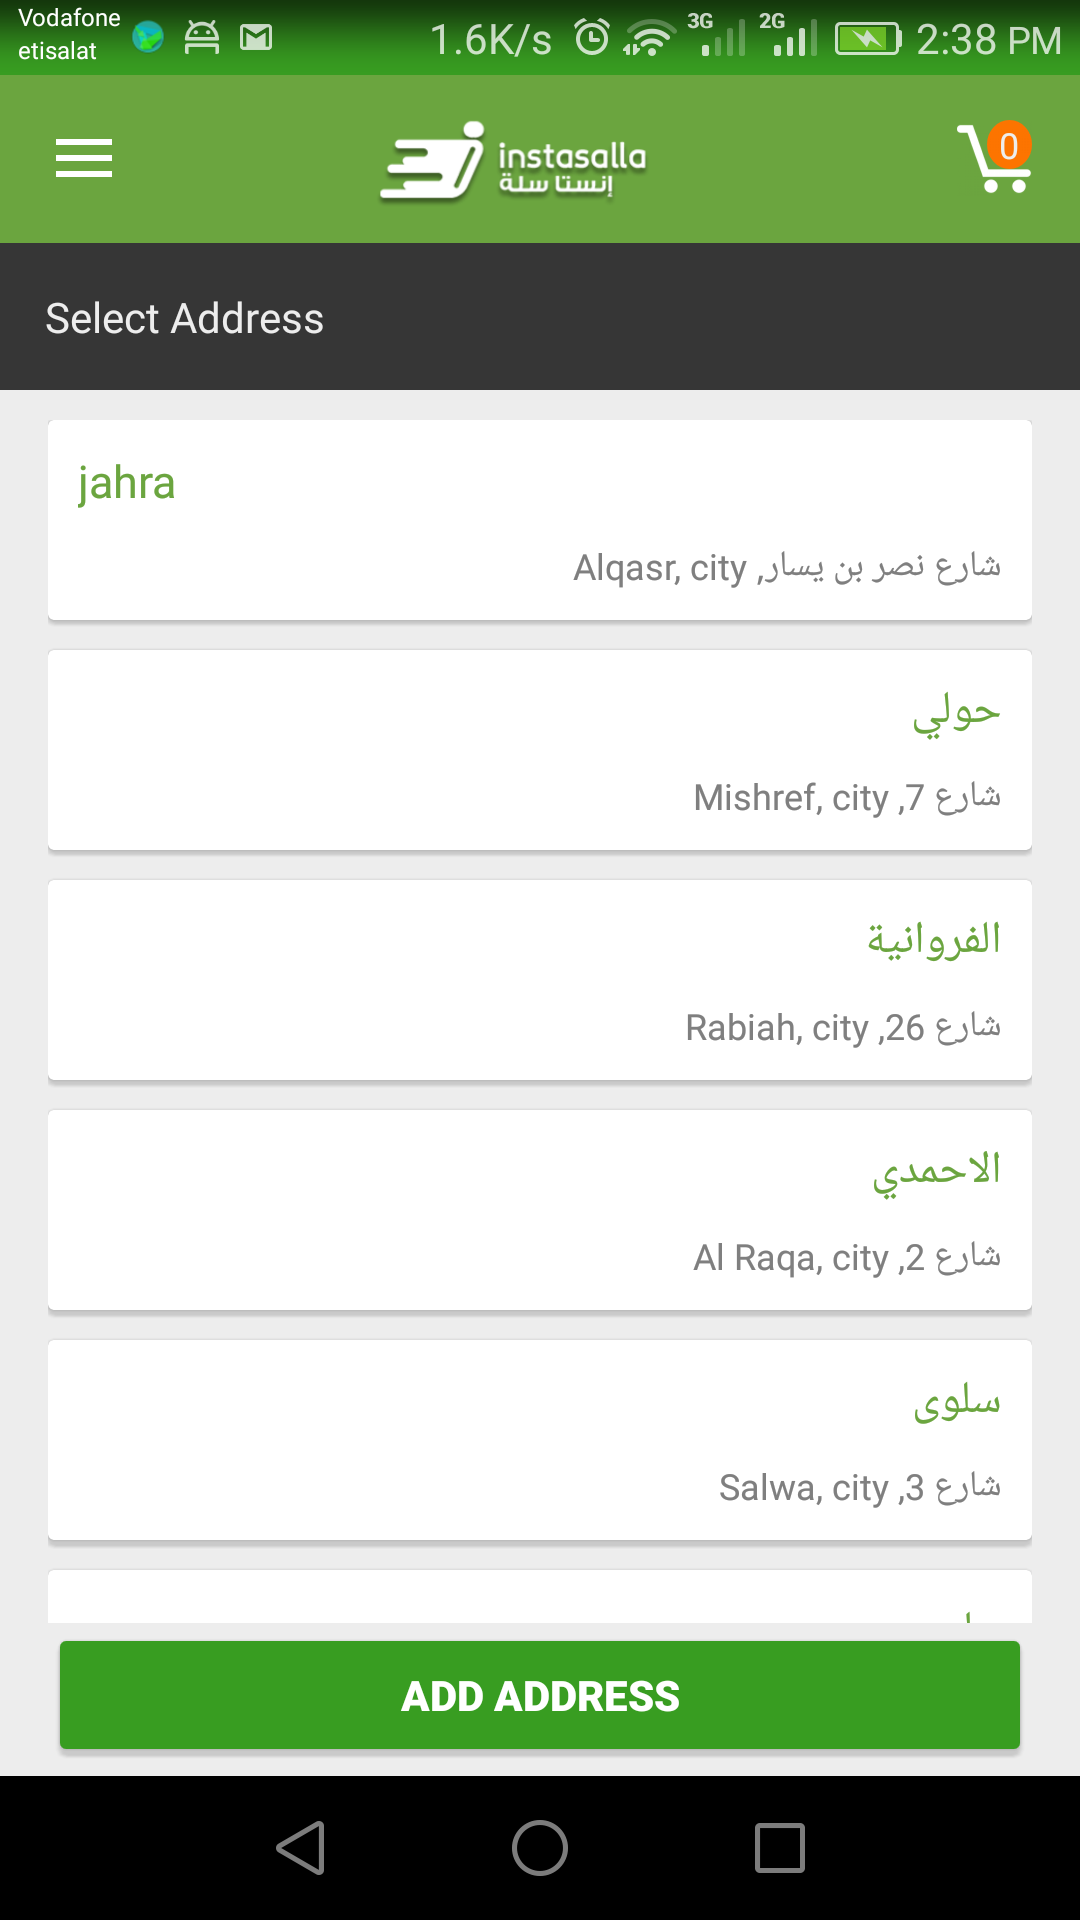 Vodafone
etisalat
1.6K/s
3G
2G
2:38 PM
instasalla
إنستا سلة
0
Select Address
jahra
شارع نصر بن يسار, Alqasr, city
حولي
شارع 7, Mishref, city
الفروانية
شارع 26, Rabiah, city
الاحمدي
شارع 2, Al Raqa, city
سلوى
شارع 3, Salwa, city
ADD ADDRESS